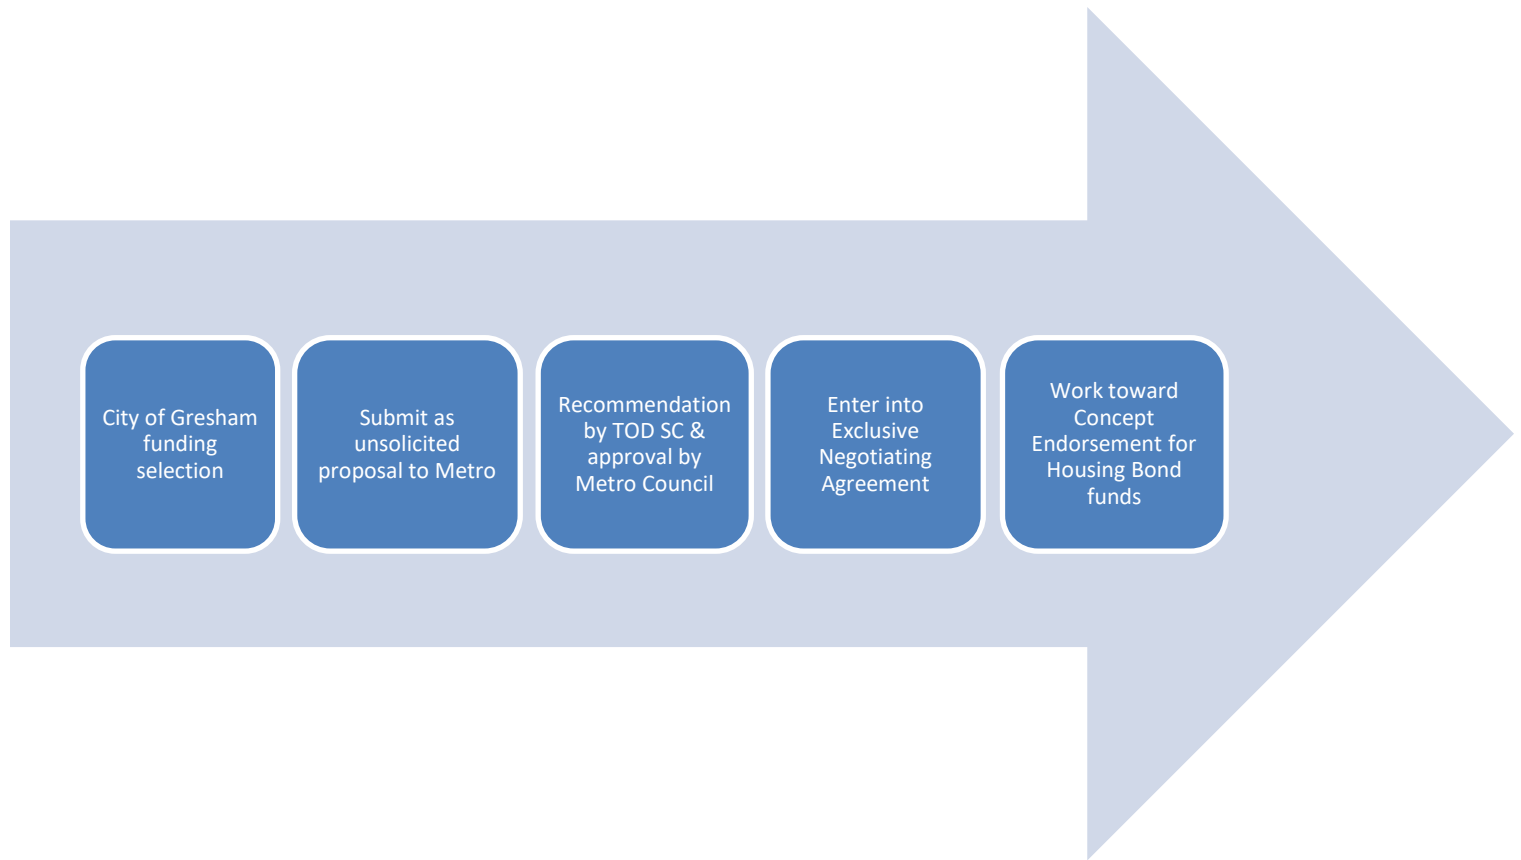 City of Gresham
funding
selection
Submit as
unsolicited
proposal to Metro
Recommendation
by TOD SC &
approval by
Metro Council
Enter into
Exclusive
Negotiating
Agreement
Work toward
Concept
Endorsement for
Housing Bond
funds